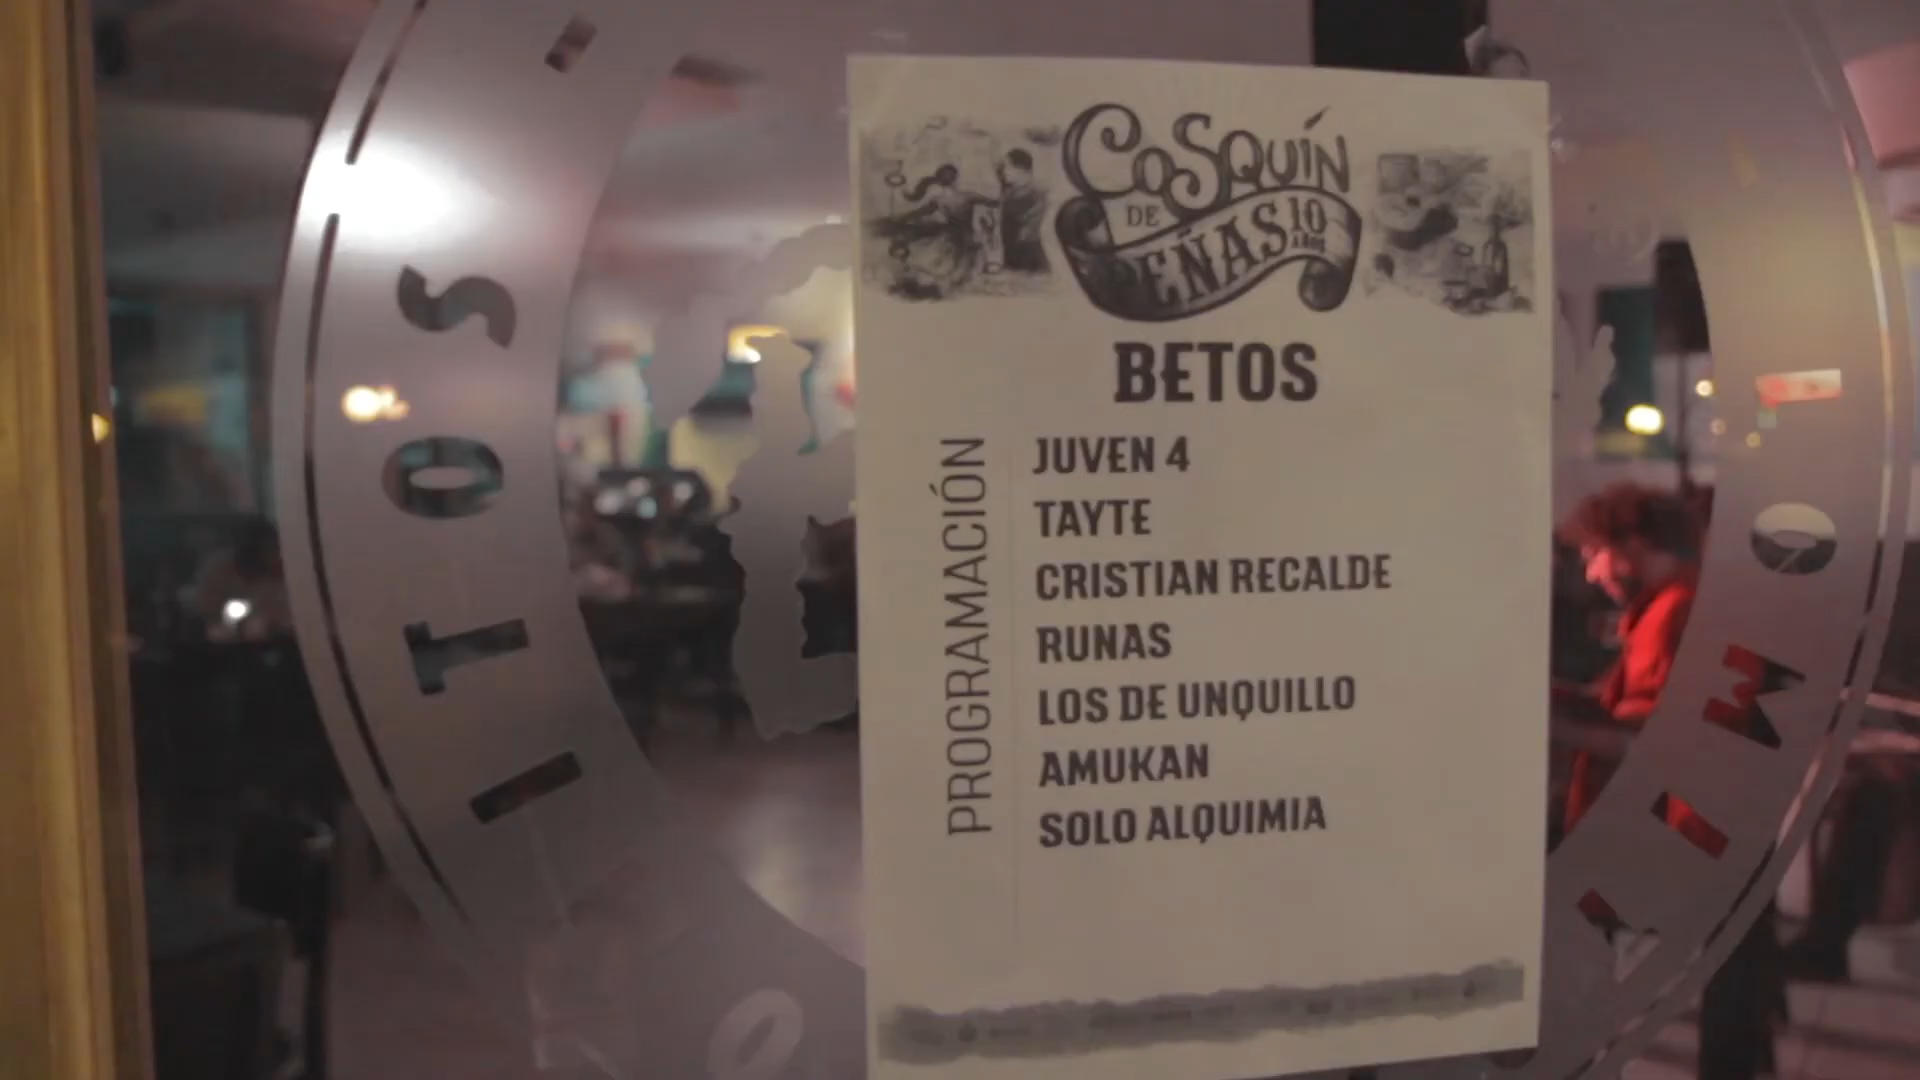 COSQUÍN
DE
PEÑAS 10
AÑOS
BETOS
PROGRAMACIÓN
JUVEN 4
TAYTE
CRISTIAN RECALDE
RUNAS
LOS DE UNQUILLO
AMUKAN
SOLO ALQUIMIA